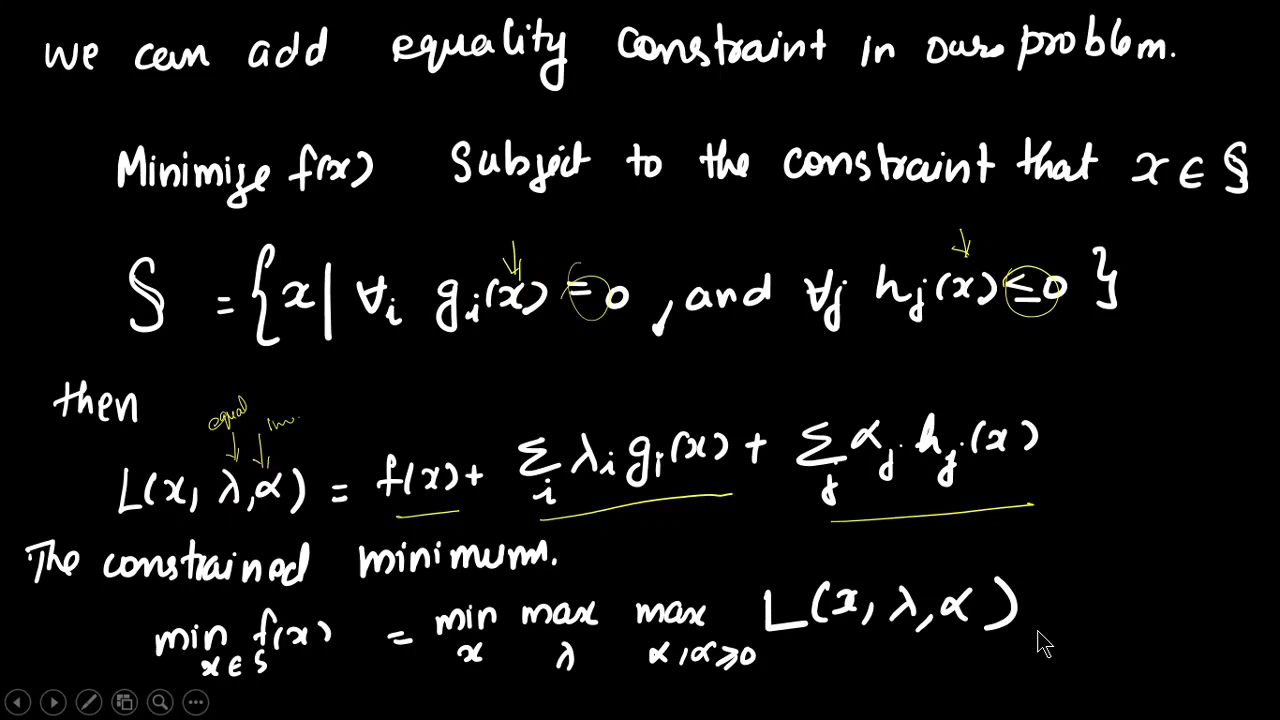 we can add equality constraint in our problem.
Minimize f(x) Subject to the constraint that x ∈ S
S = { x | ∀i gi(x) = 0, and ∀j hj(x) ≤ 0 }
then
equal
L(x, λ, α) = f(x) + Σi λi gi(x) + Σj αj hj(x)
The constrained minimum.
min x∈S f(x) = min x max λ max α, α ≥ 0 L(x, λ, α)